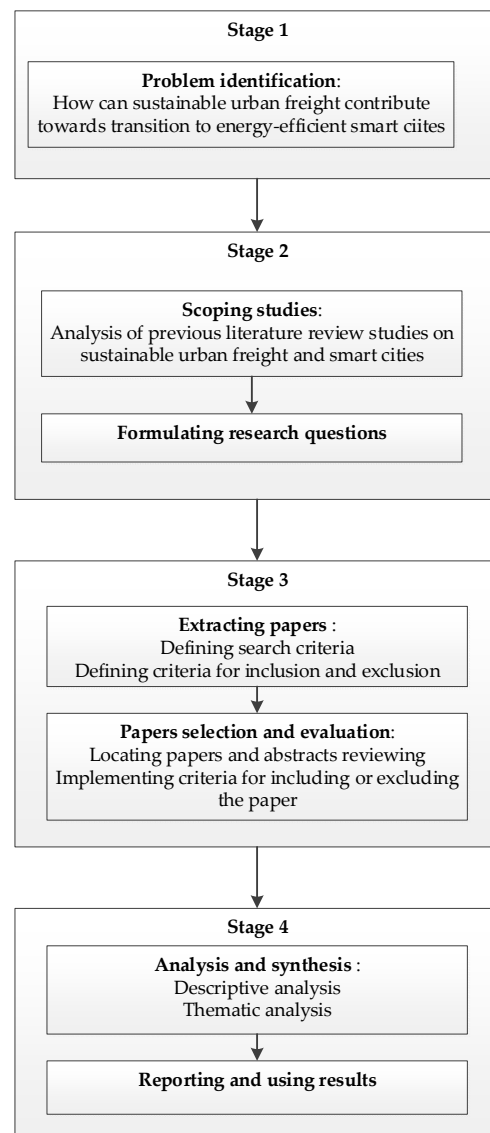 Stage 1
Problem identification:
How can sustainable urban freight contribute
towards transition to energy-efficient smart ciites
Stage 2
Scoping studies:
Analysis of previous literature review studies on
sustainable urban freight and smart cities
Formulating research questions
Stage 3
Extracting papers :
Defining search criteria
Defining criteria for inclusion and exclusion
Papers selection and evaluation:
Locating papers and abstracts reviewing
Implementing criteria for including or excluding
the paper
Stage 4
Analysis and synthesis :
Descriptive analysis
Thematic analysis
Reporting and using results